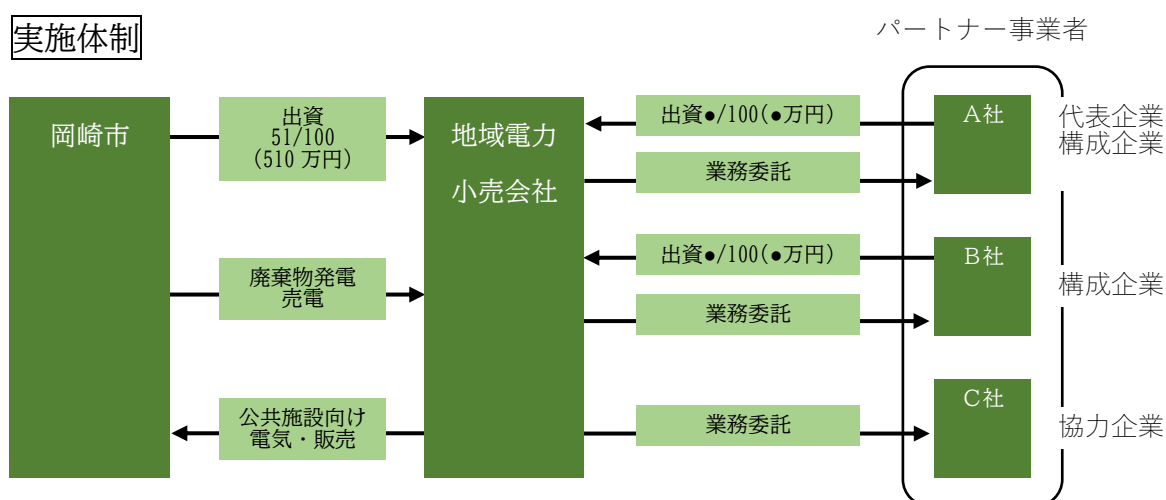 実施体制
パートナー事業者
岡崎市
出資
51/100
(510 万円)
地域電力
小売会社
出資●/100(●万円)
A社
代表企業
構成企業
業務委託
出資●/100(●万円)
B社
構成企業
廃棄物発電
売電
業務委託
公共施設向け
電気・販売
業務委託
C社
協力企業